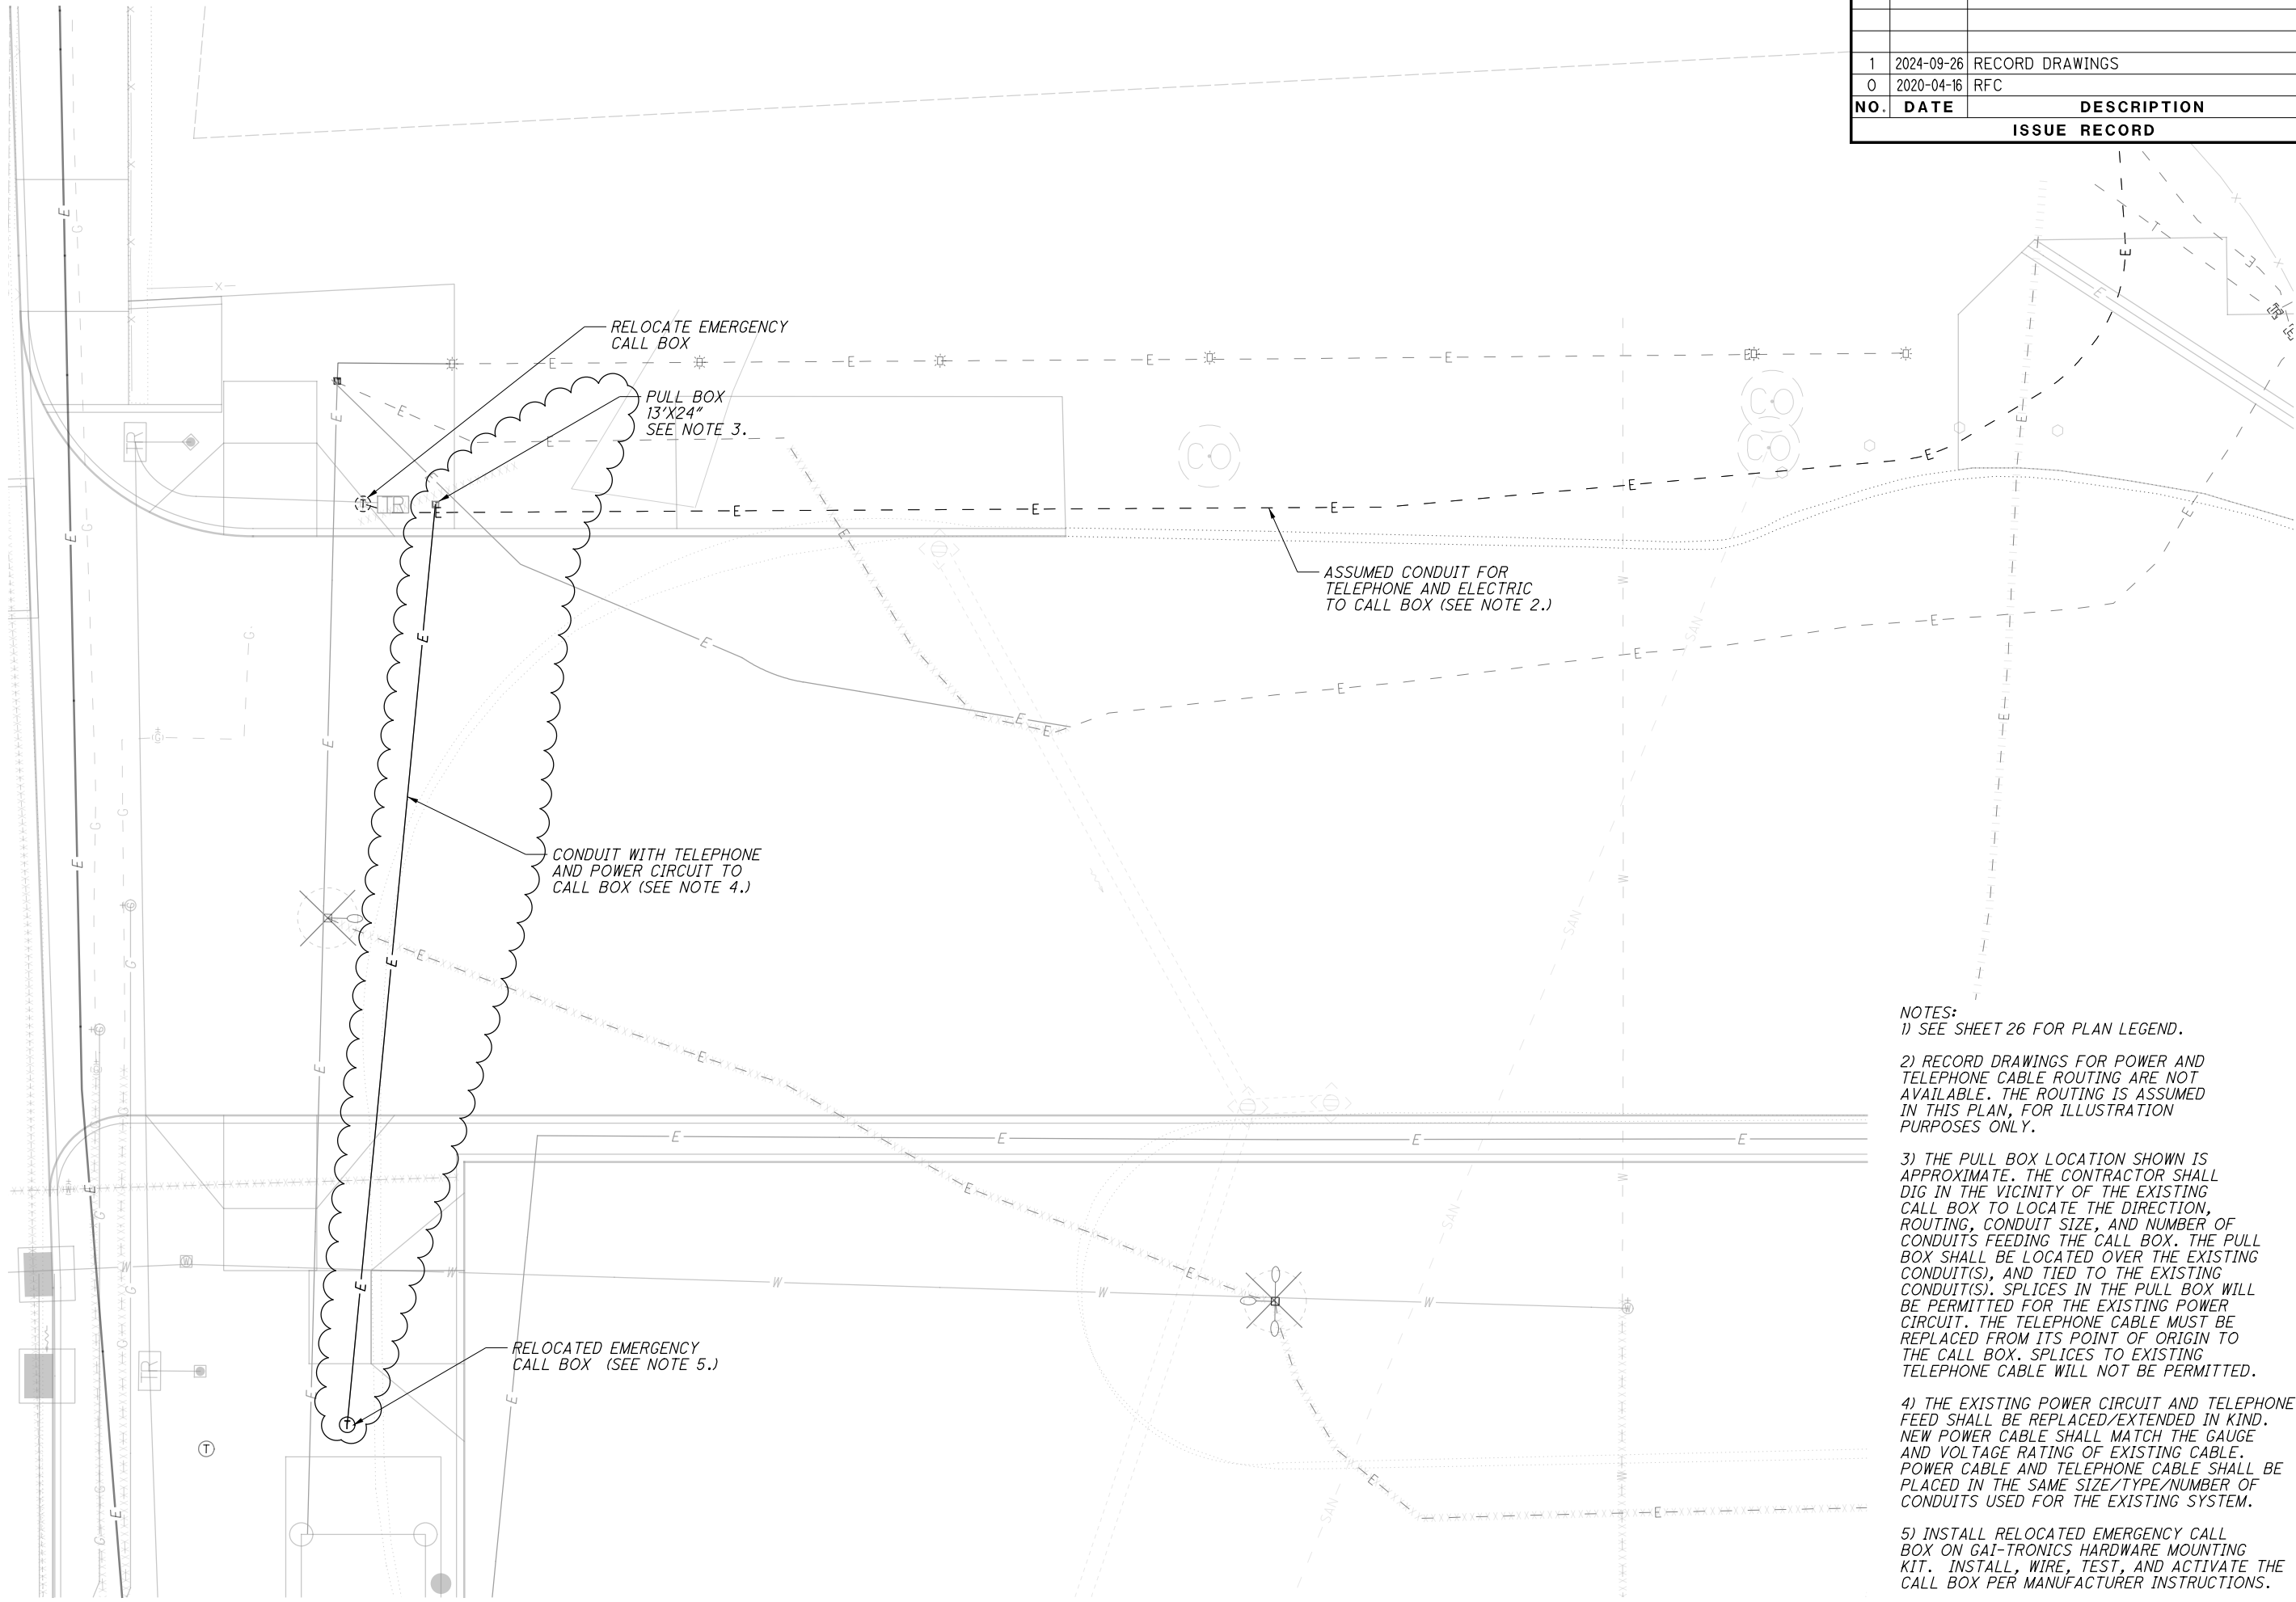 1 2024-09-26 RECORD DRAWINGS
0 2020-04-16 RFC
NO. DATE DESCRIPTION
ISSUE RECORD
RELOCATE EMERGENCY
CALL BOX
PULL BOX
13'X24"
SEE NOTE 3.
TR
T
TR
CO
CO
CO
ASSUMED CONDUIT FOR
TELEPHONE AND ELECTRIC
TO CALL BOX (SEE NOTE 2.)
CONDUIT WITH TELEPHONE
AND POWER CIRCUIT TO
CALL BOX (SEE NOTE 4.)
SAN
SAN
SAN
SAN
RELOCATED EMERGENCY
CALL BOX (SEE NOTE 5.)
TR
T
T
NOTES:
1) SEE SHEET 26 FOR PLAN LEGEND.
2) RECORD DRAWINGS FOR POWER AND
TELEPHONE CABLE ROUTING ARE NOT
AVAILABLE. THE ROUTING IS ASSUMED
IN THIS PLAN, FOR ILLUSTRATION
PURPOSES ONLY.
3) THE PULL BOX LOCATION SHOWN IS
APPROXIMATE. THE CONTRACTOR SHALL
DIG IN THE VICINITY OF THE EXISTING
CALL BOX TO LOCATE THE DIRECTION,
ROUTING, CONDUIT SIZE, AND NUMBER OF
CONDUITS FEEDING THE CALL BOX. THE PULL
BOX SHALL BE LOCATED OVER THE EXISTING
CONDUIT(S), AND TIED TO THE EXISTING
CONDUIT(S). SPLICES IN THE PULL BOX WILL
BE PERMITTED FOR THE EXISTING POWER
CIRCUIT. THE TELEPHONE CABLE MUST BE
REPLACED FROM ITS POINT OF ORIGIN TO
THE CALL BOX. SPLICES TO EXISTING
TELEPHONE CABLE WILL NOT BE PERMITTED.
4) THE EXISTING POWER CIRCUIT AND TELEPHONE
FEED SHALL BE REPLACED/EXTENDED IN KIND.
NEW POWER CABLE SHALL MATCH THE GAUGE
AND VOLTAGE RATING OF EXISTING CABLE.
POWER CABLE AND TELEPHONE CABLE SHALL BE
PLACED IN THE SAME SIZE/TYPE/NUMBER OF
CONDUITS USED FOR THE EXISTING SYSTEM.
5) INSTALL RELOCATED EMERGENCY CALL
BOX ON GAI-TRONICS HARDWARE MOUNTING
KIT. INSTALL, WIRE, TEST, AND ACTIVATE THE
CALL BOX PER MANUFACTURER INSTRUCTIONS.